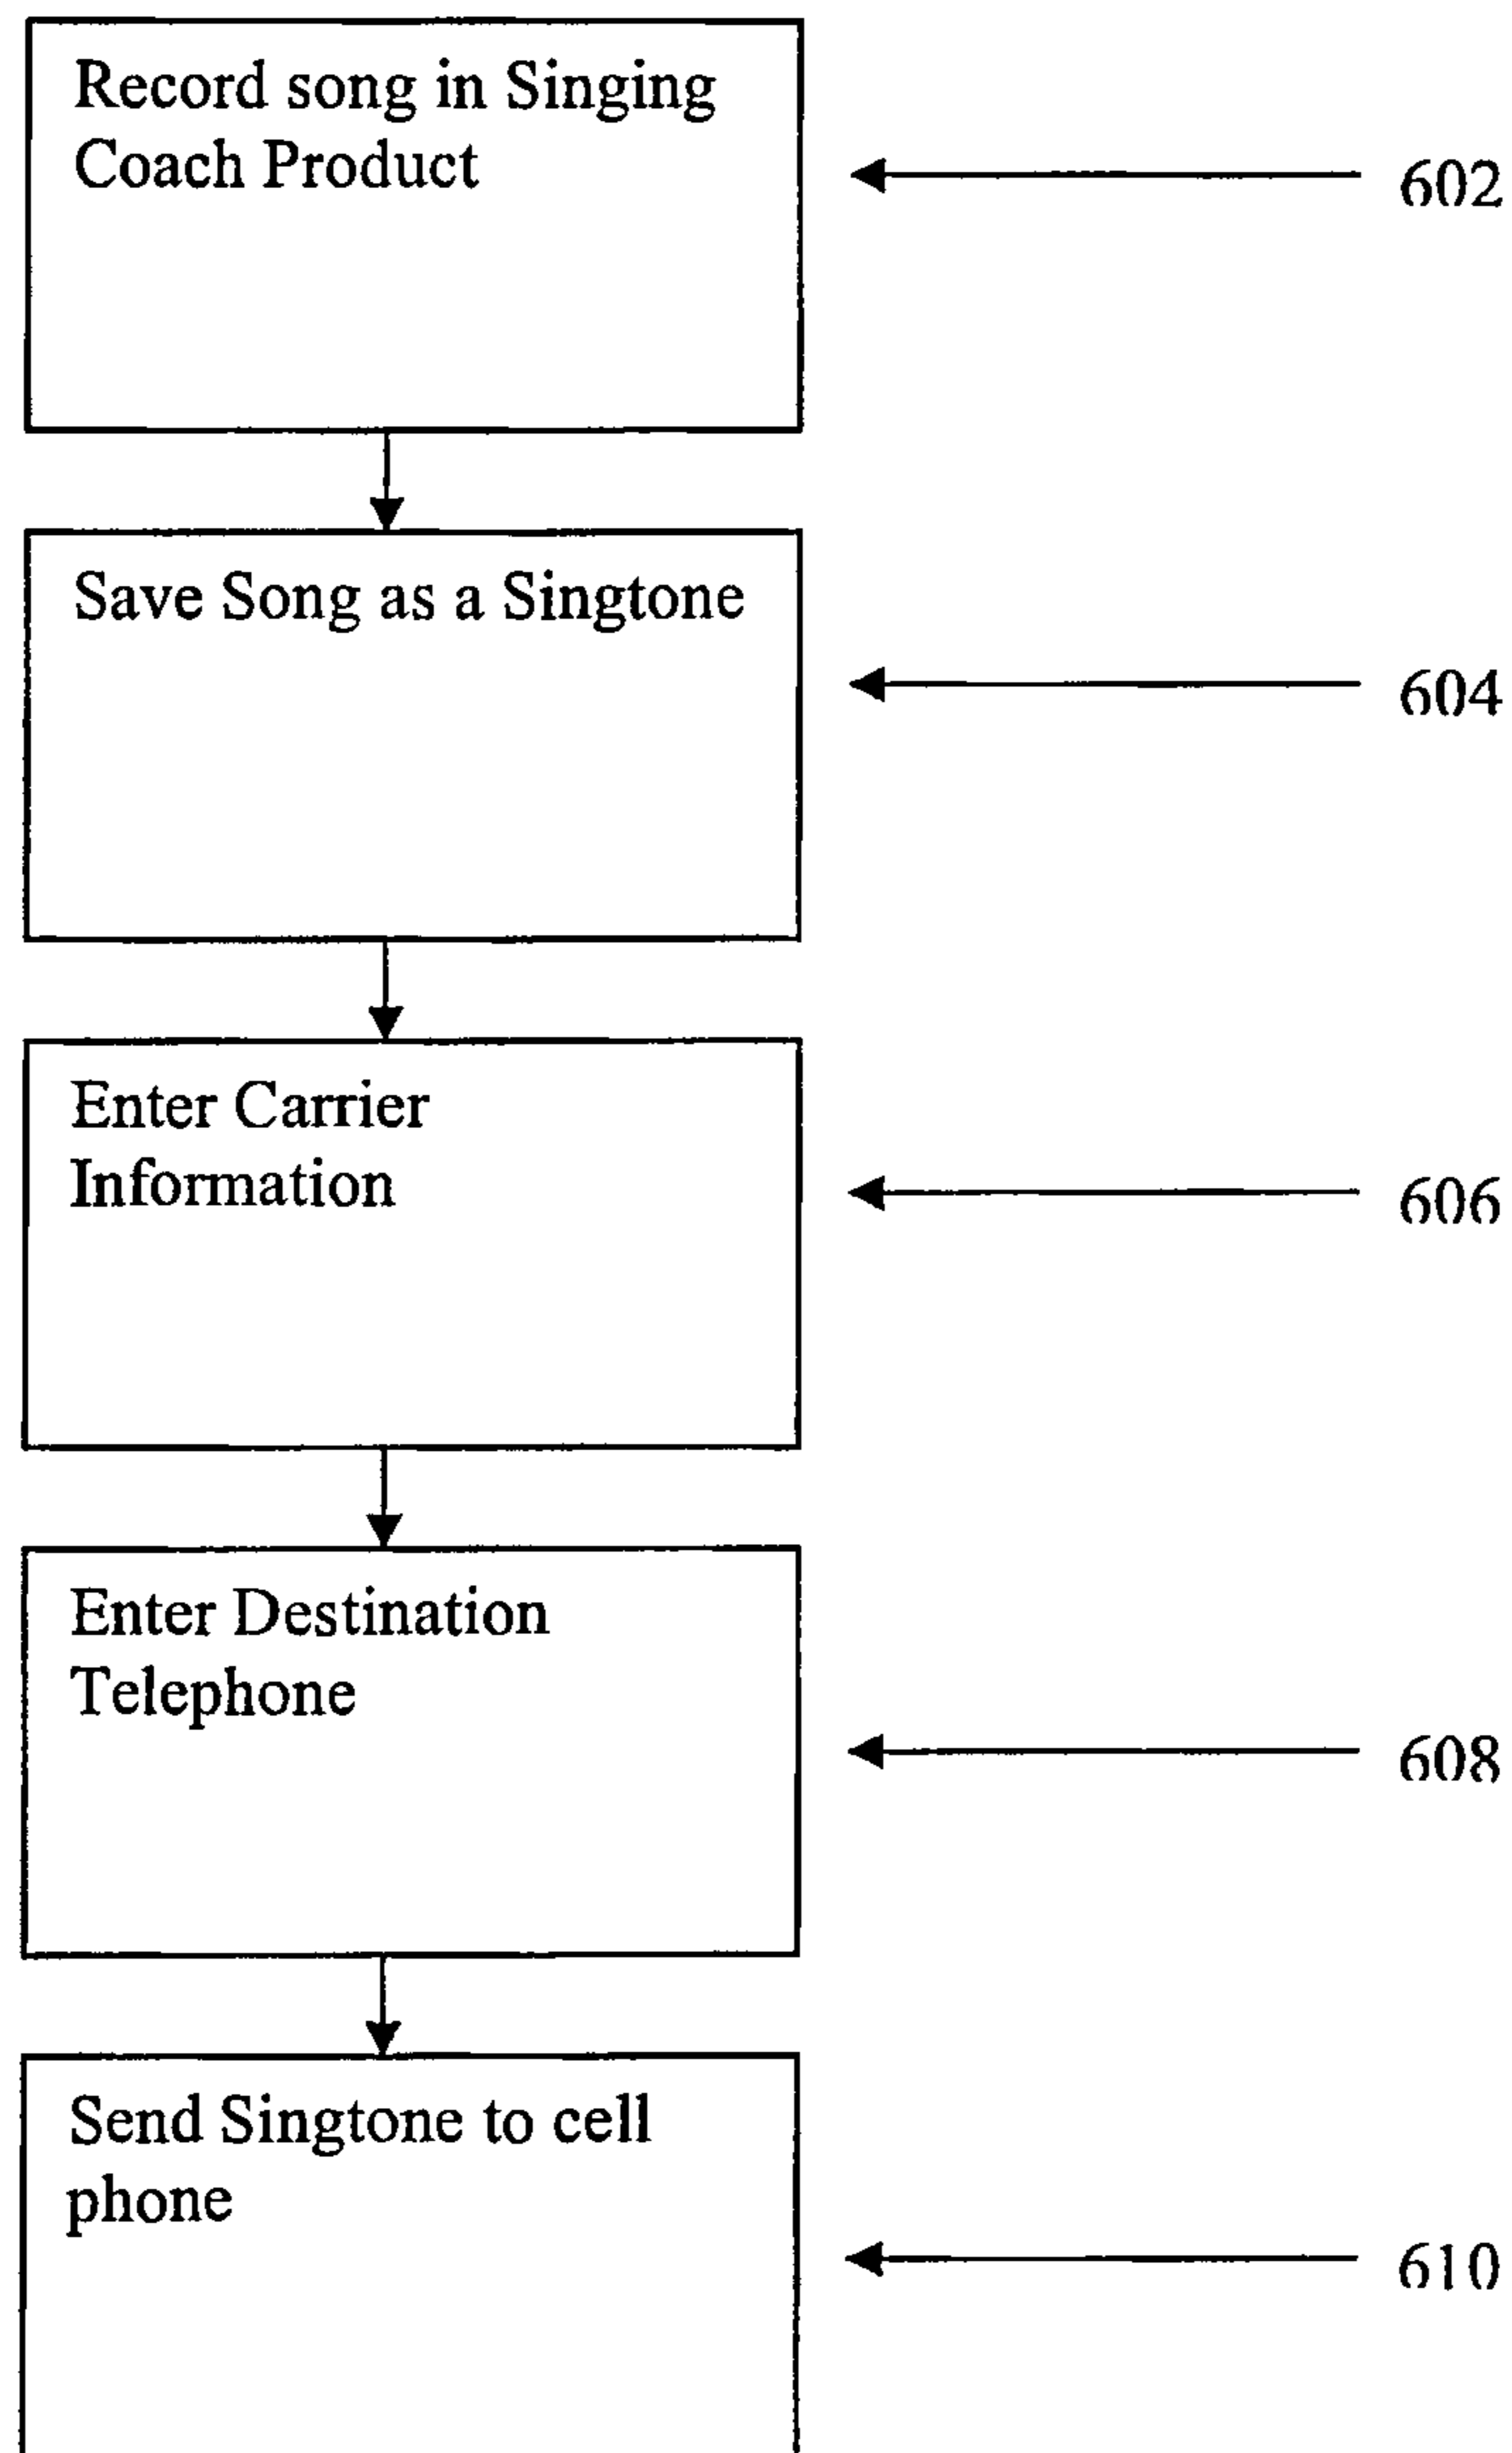 Record song in Singing
Coach Product
602
Save Song as a Singtone
604
Enter Carrier
Information
606
Enter Destination
Telephone
608
Send Singtone to cell
phone
610